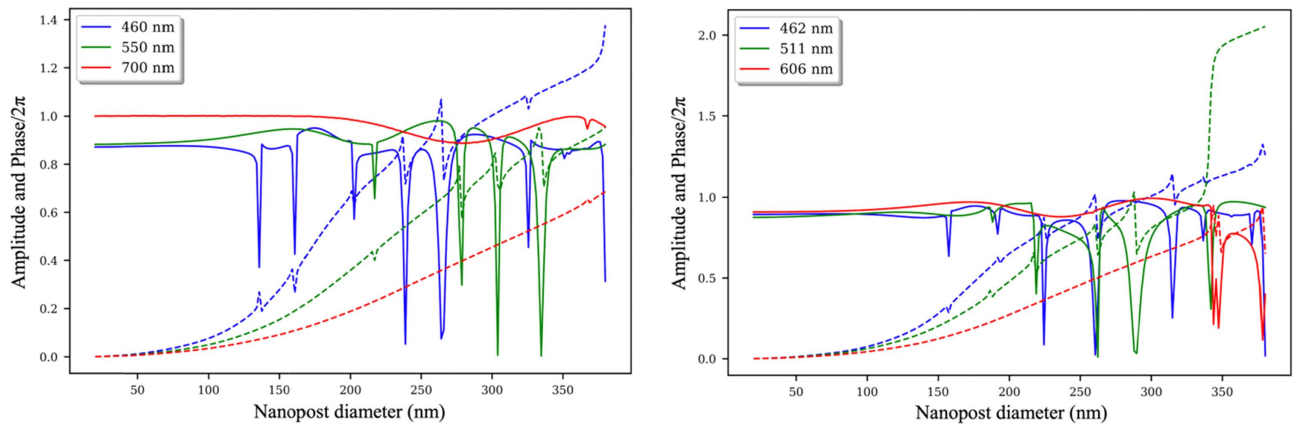 460 nm
550 nm
700 nm
1.4
1.2
1.0
0.8
0.6
0.4
0.2
0.0
Amplitude and Phase/2π
50 100 150 200 250 300 350
Nanopost diameter (nm)
462 nm
511 nm
606 nm
2.0
1.5
1.0
0.5
0.0
Amplitude and Phase/2π
50 100 150 200 250 300 350
Nanopost diameter (nm)